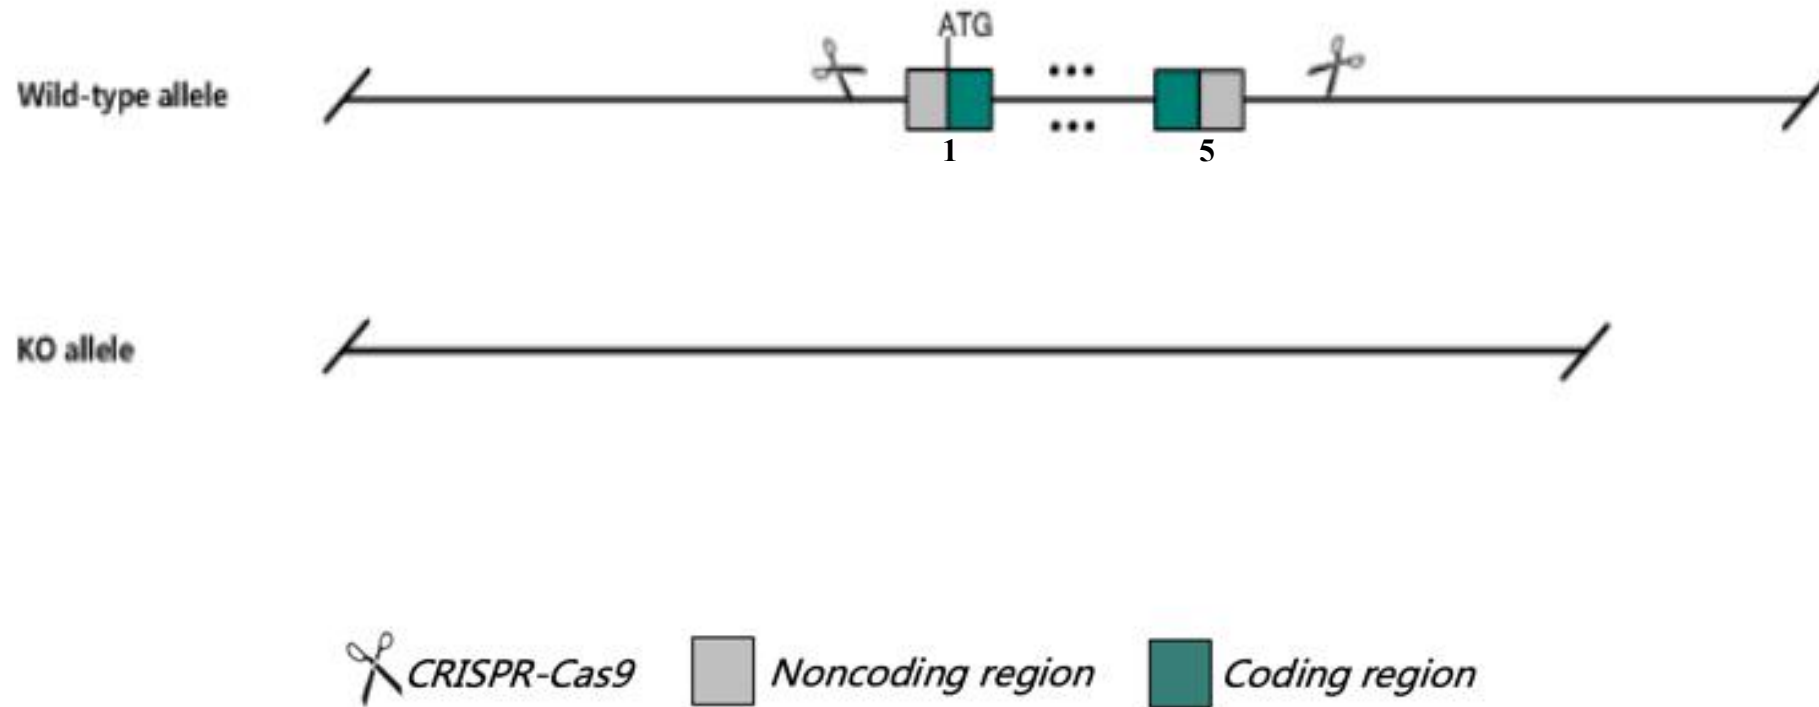 ATG
Wild-type allele
1 5
KO allele
CRISPR-Cas9 Noncoding region Coding region